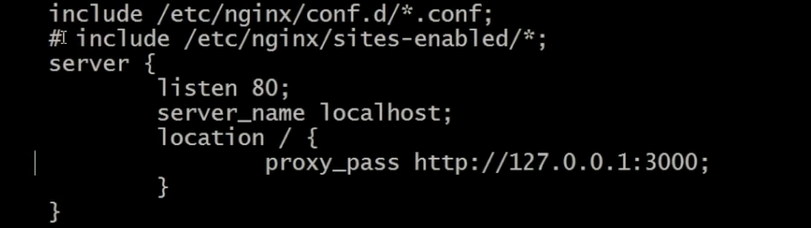 include /etc/nginx/conf.d/*.conf;
# include /etc/nginx/sites-enabled/*;
server {
listen 80;
server_name localhost;
location / {
proxy_pass http://127.0.0.1:3000;
}
}